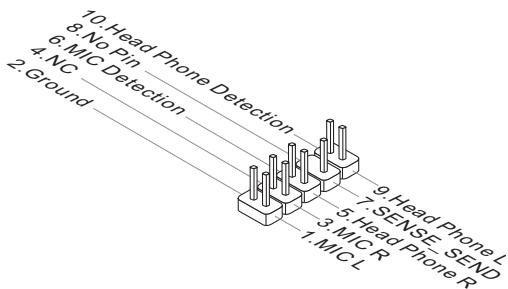 10.Head Phone Detection
8.No Pin
6.MIC Detection
4.NC
2.Ground
9.Head Phone L
7.SENSE_SEND
5.Head Phone R
3.MIC R
1.MIC L